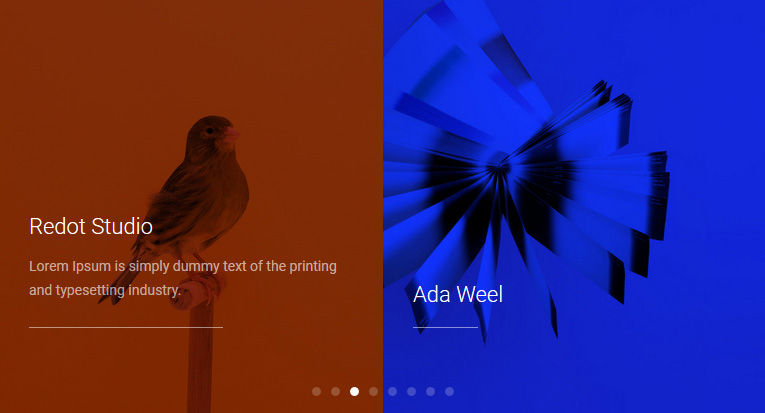 Redot Studio
Lorem Ipsum is simply dummy text of the printing
and typesetting industry.
Ada Weel